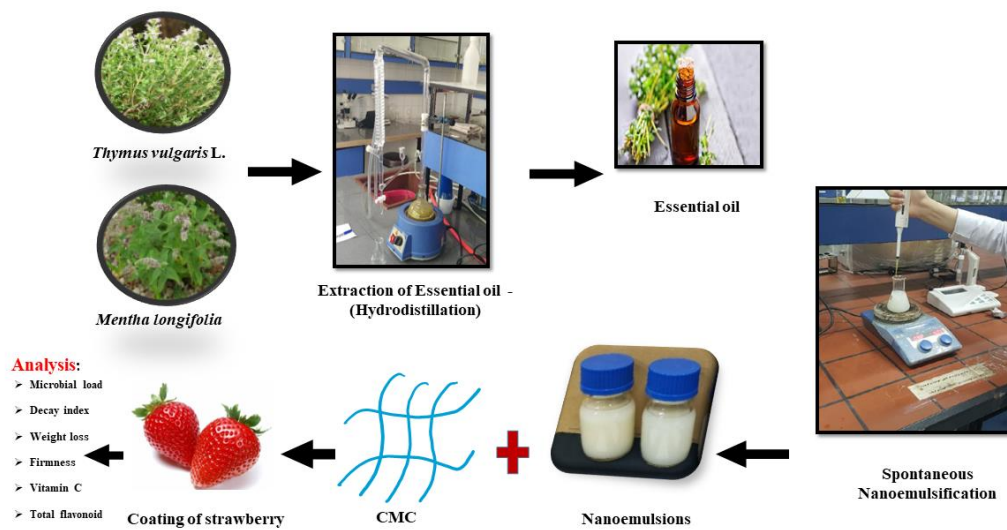 Thymus vulgaris L.
Mentha longifolia
Extraction of Essential oil -
(Hydrodistillation)
Essential oil
Spontaneous
Nanoemulsification
Nanoemulsions
CMC
Coating of strawberry
Analysis:
➢ Microbial load
➢ Decay index
➢ Weight loss
➢ Firmness
➢ Vitamin C
➢ Total flavonoid